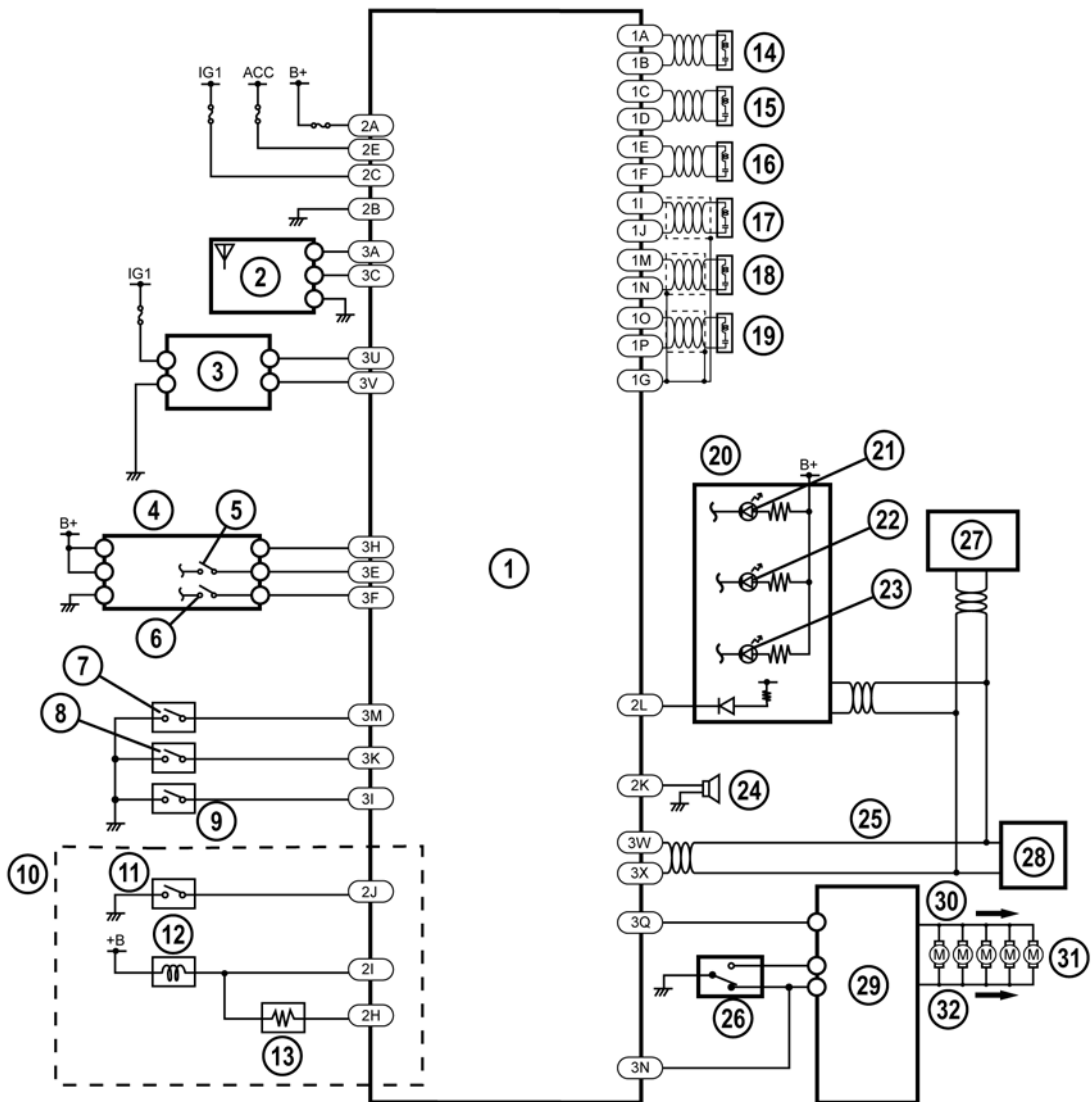 IG1 ACC B+
2A
2E
2C
2B
3A
3C
2
IG1
3U
3V
3
4
5
B+
3H
3E
3F
6
7
8
3M
3K
3I
9
10
11
2J
12
+B
2I
2H
13
1
1A
1B
14
1C
1D
15
1E
1F
16
1I
1J
17
1M
1N
18
1O
1P
19
1G
20
B+
21
22
23
27
2L
2K
24
25
3W
3X
28
3Q
30
M M M M M
31
29
32
26
3N